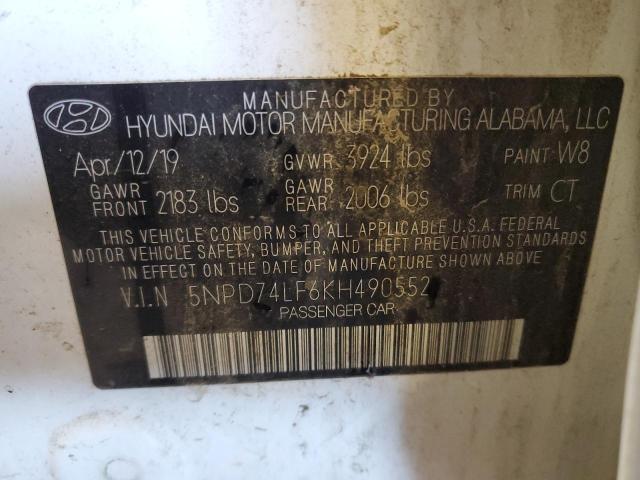 MANUFACTURED BY
HYUNDAI MOTOR MANUFACTURING ALABAMA, LLC
Apr/12/19 GVWR 3924 lbs PAINT W8
GAWR FRONT 2183 lbs GAWR REAR 2006 lbs TRIM CT
THIS VEHICLE CONFORMS TO ALL APPLICABLE U.S.A. FEDERAL
MOTOR VEHICLE SAFETY, BUMPER, AND THEFT PREVENTION STANDARDS
IN EFFECT ON THE DATE OF MANUFACTURE SHOWN ABOVE.
V.I.N 5NPD74LF6KH490552
PASSENGER CAR